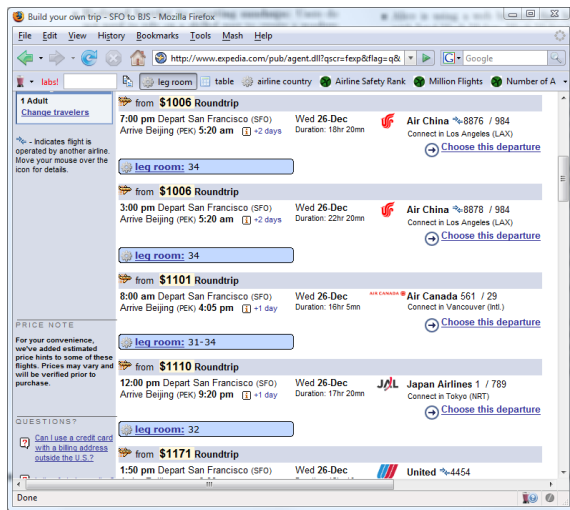 Build your own trip - SFO to BJS - Mozilla Firefox
File Edit View History Bookmarks Tools Mash Help
http://www.expedia.com/pub/agent.dll?qscr=fexp&flag=q& G Google
labs! leg room table airline country Airline Safety Rank Million Flights Number of A
1 Adult
Change travelers
- Indicates flight is
operated by another airline.
Move your mouse over the
icon for details.
PRICE NOTE
For your convenience,
we've added estimated
price hints to some of these
flights. Prices may vary and
will be verified prior to
purchase.
QUESTIONS?
Can I use a credit card
with a billing address
outside the U.S.?
from $1006 Roundtrip
7:00 pm Depart San Francisco (SFO) Wed 26-Dec Air China 8876 / 984
Arrive Beijing (PEK) 5:20 am +2 days Duration: 18hr 20mn Connect in Los Angeles (LAX)
Choose this departure
leg room: 34
from $1006 Roundtrip
3:00 pm Depart San Francisco (SFO) Wed 26-Dec Air China 8878 / 984
Arrive Beijing (PEK) 5:20 am +2 days Duration: 22hr 20mn Connect in Los Angeles (LAX)
Choose this departure
leg room: 34
from $1101 Roundtrip
8:00 am Depart San Francisco (SFO) Wed 26-Dec AIR CANADA Air Canada 561 / 29
Arrive Beijing (PEK) 4:05 pm +1 day Duration: 16hr 5mn Connect in Vancouver (Intl.)
Choose this departure
leg room: 31-34
from $1110 Roundtrip
12:00 pm Depart San Francisco (SFO) Wed 26-Dec JAL Japan Airlines 1 / 789
Arrive Beijing (PEK) 9:20 pm +1 day Duration: 17hr 20mn Connect in Tokyo (NRT)
Choose this departure
leg room: 32
from $1171 Roundtrip
1:50 pm Depart San Francisco (SFO) Wed 26-Dec United 4454
Done